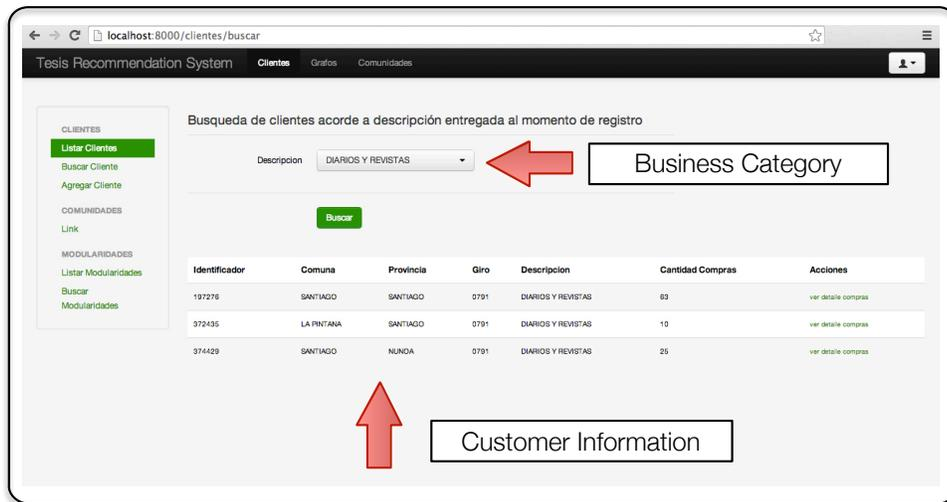 localhost:8000/clientes/buscar
Tesis Recommendation System Clientes Grafos Comunidades
CLIENTES
Listar Clientes
Buscar Cliente
Agregar Cliente
COMUNIDADES
Link
MODULARIDADES
Listar Modularidades
Buscar
Modularidades
Busqueda de clientes acorde a descripción entregada al momento de registro
Descripcion DIARIOS Y REVISTAS
Business Category
Buscar
Identificador Comuna Provincia Giro Descripcion Cantidad Compras Acciones
197276 SANTIAGO SANTIAGO 0791 DIARIOS Y REVISTAS 63 ver detalle compras
372435 LA PINTANA SANTIAGO 0791 DIARIOS Y REVISTAS 10 ver detalle compras
374429 SANTIAGO NUNOA 0791 DIARIOS Y REVISTAS 25 ver detalle compras
Customer Information